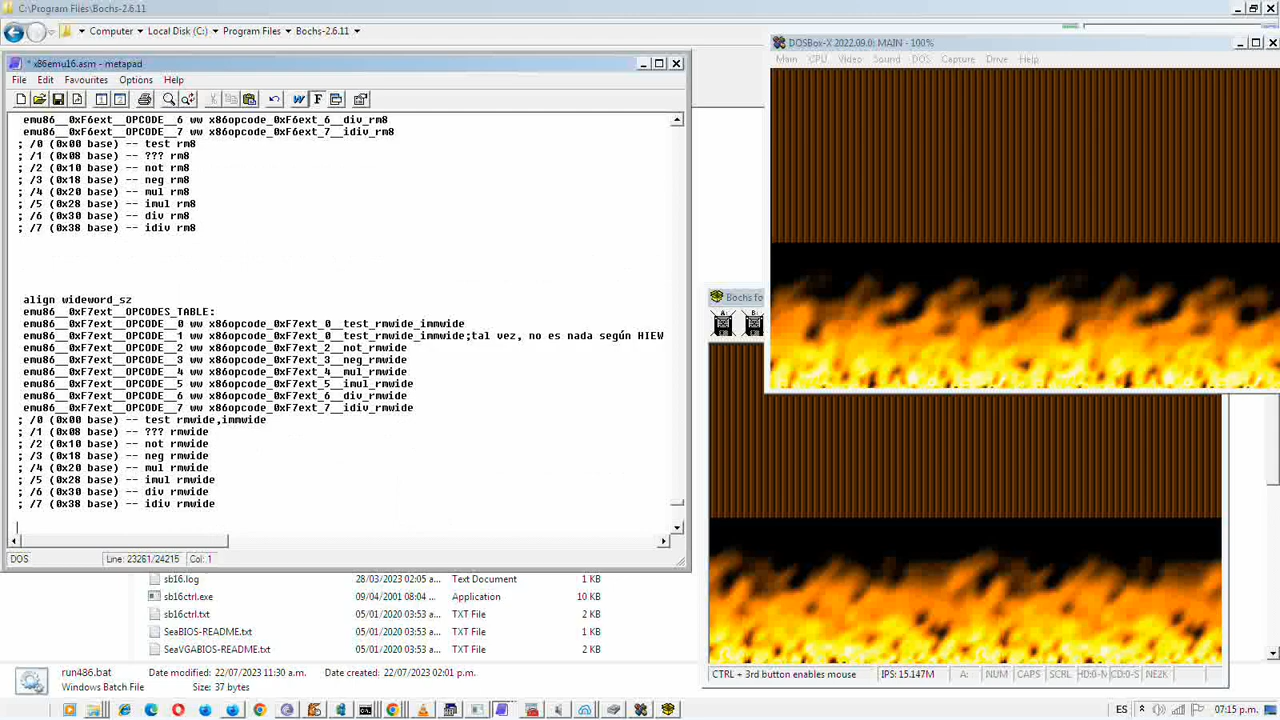 C:\Program Files\Bochs-2.6.11
Computer ▸ Local Disk (C:) ▸ Program Files ▸ Bochs-2.6.11
* x86emu16.asm - metapad
File Edit Favourites Options Help
emu86__0xF6ext__OPCODE__6 ww x86opcode_0xF6ext_6__div_rm8
emu86__0xF6ext__OPCODE__7 ww x86opcode_0xF6ext_7__idiv_rm8
; /0 (0x00 base) -- test rm8
; /1 (0x08 base) -- ??? rm8
; /2 (0x10 base) -- not rm8
; /3 (0x18 base) -- neg rm8
; /4 (0x20 base) -- mul rm8
; /5 (0x28 base) -- imul rm8
; /6 (0x30 base) -- div rm8
; /7 (0x38 base) -- idiv rm8
align wideword_sz
emu86__0xF7ext__OPCODES_TABLE:
emu86__0xF7ext__OPCODE__0 ww x86opcode_0xF7ext_0__test_rmwide_immwide
emu86__0xF7ext__OPCODE__1 ww x86opcode_0xF7ext_0__test_rmwide_immwide;tal vez, no es nada según HIEW
emu86__0xF7ext__OPCODE__2 ww x86opcode_0xF7ext_2__not_rmwide
emu86__0xF7ext__OPCODE__3 ww x86opcode_0xF7ext_3__neg_rmwide
emu86__0xF7ext__OPCODE__4 ww x86opcode_0xF7ext_4__mul_rmwide
emu86__0xF7ext__OPCODE__5 ww x86opcode_0xF7ext_5__imul_rmwide
emu86__0xF7ext__OPCODE__6 ww x86opcode_0xF7ext_6__div_rmwide
emu86__0xF7ext__OPCODE__7 ww x86opcode_0xF7ext_7__idiv_rmwide
; /0 (0x00 base) -- test rmwide,immwide
; /1 (0x08 base) -- ??? rmwide
; /2 (0x10 base) -- not rmwide
; /3 (0x18 base) -- neg rmwide
; /4 (0x20 base) -- mul rmwide
; /5 (0x28 base) -- imul rmwide
; /6 (0x30 base) -- div rmwide
; /7 (0x38 base) -- idiv rmwide
DOS Line: 23261/24215 Col: 1
DOSBox-X 2022.09.0: MAIN - 100%
Main CPU Video Sound DOS Capture Drive Help
Bochs fo
A: B:
sb16.log 28/03/2023 02:05 a... Text Document 1 KB
sb16ctrl.exe 09/04/2001 08:04 ... Application 10 KB
sb16ctrl.txt 05/01/2020 03:53 a... TXT File 1 KB
SeaBIOS-README.txt 05/01/2020 03:53 a... TXT File 1 KB
SeaVGABIOS-README.txt 05/01/2020 03:53 a... TXT File 1 KB
CTRL + 3rd button enables mouse IPS: 15.147M A: NUM CAPS SCRL HD:0-M CD:0-S NE2K
run486.bat Date modified: 22/07/2023 11:30 a.m. Date created: 22/07/2023 02:01 p.m.
Windows Batch File Size: 37 bytes
ES 07:15 p.m.